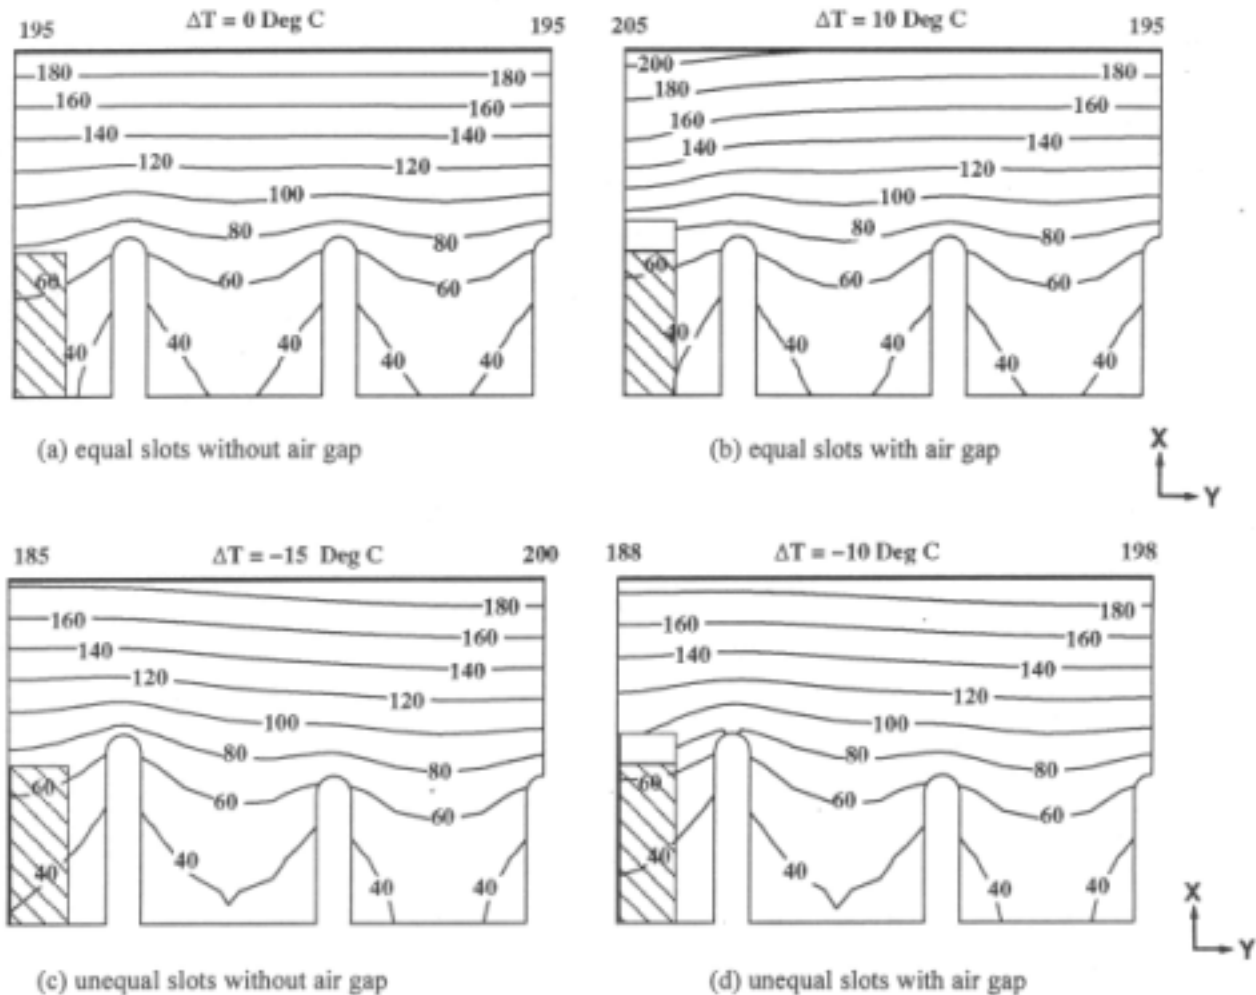 195 ΔT = 0 Deg C 195
180 180
160 160
140 140
120 120
100
80 80
60 60 60
40 40 40 40 40
(a) equal slots without air gap
205 ΔT = 10 Deg C 195
200
180 180
160 160
140 140
120
100
80 80
60 60 60
40 40 40 40 40
(b) equal slots with air gap
X
Y
185 ΔT = −15 Deg C 200
180
160 160
140 140
120 120
100
80 80
60 60 60
40 40 40 40
(c) unequal slots without air gap
188 ΔT = −10 Deg C 198
180
160 160
140 140
120
100
80 80
60 60 60
40 40 40 40
(d) unequal slots with air gap
X
Y